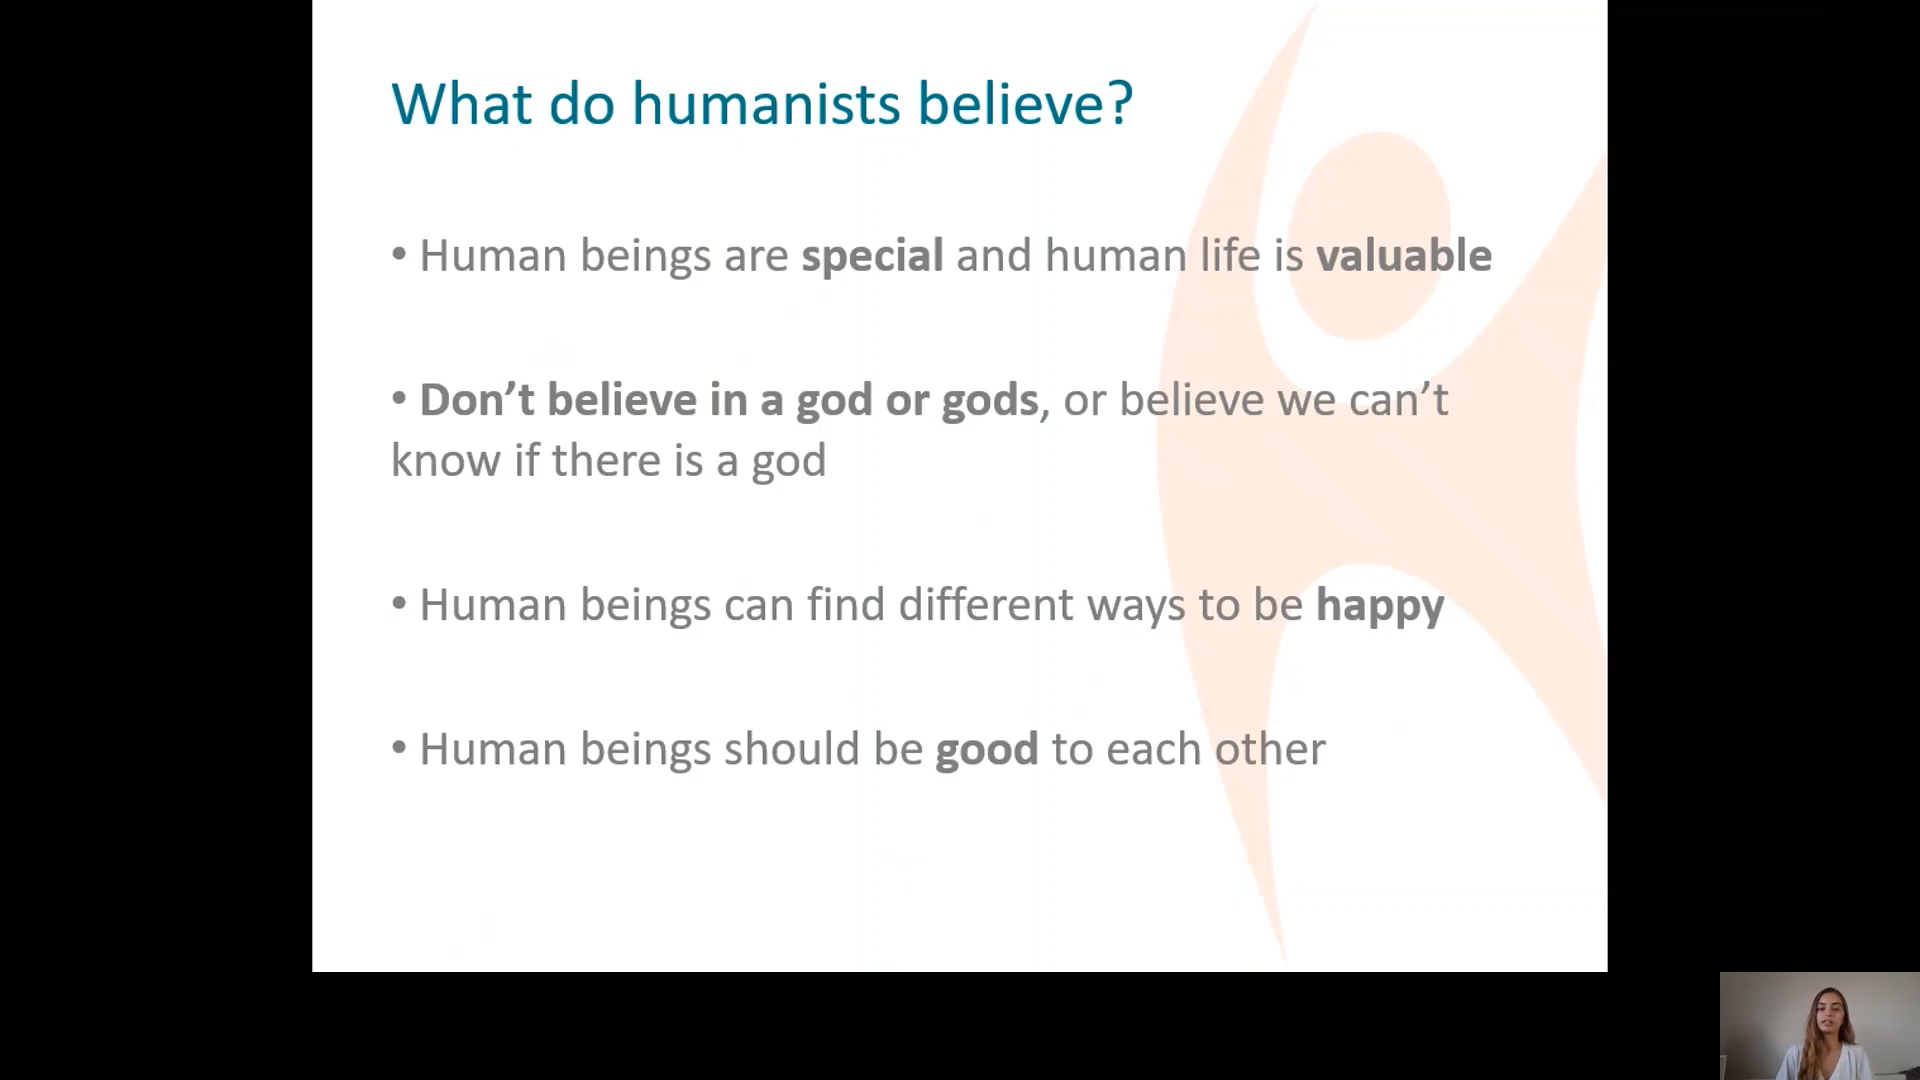 What do humanists believe?
• Human beings are special and human life is valuable
• Don’t believe in a god or gods, or believe we can’t
know if there is a god
• Human beings can find different ways to be happy
• Human beings should be good to each other